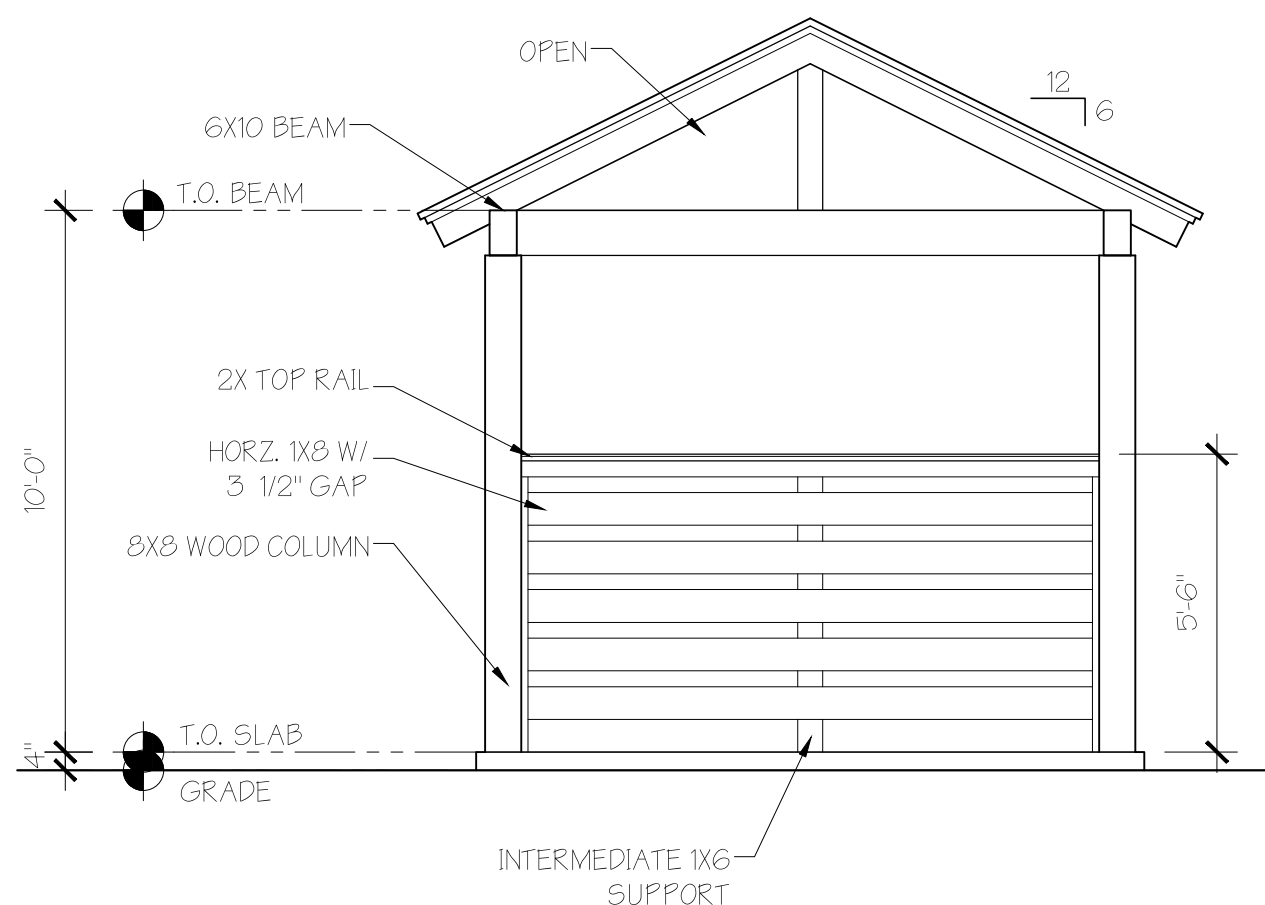 OPEN
12
6
6X10 BEAM
T.O. BEAM
2X TOP RAIL
HORZ. 1X8 W/
3 1/2" GAP
10'-0"
8X8 WOOD COLUMN
5'-6"
T.O. SLAB
4"
GRADE
INTERMEDIATE 1X6
SUPPORT